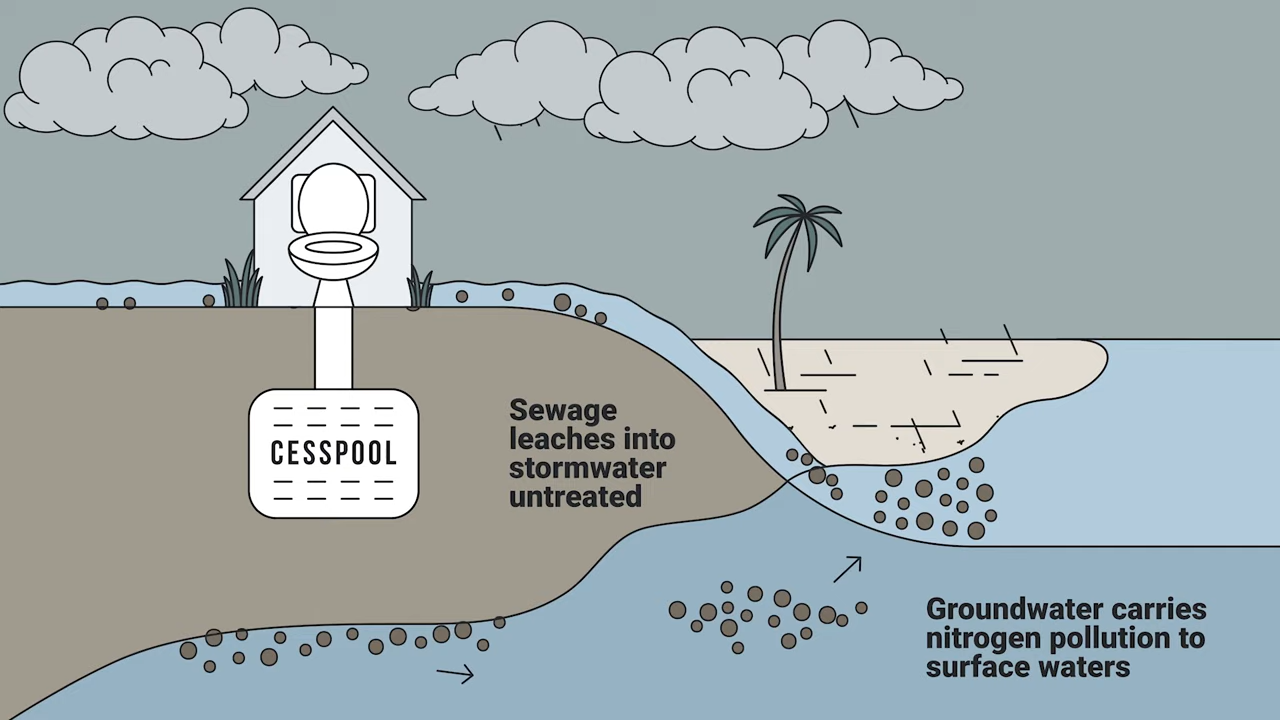 CESSPOOL
Sewage
leaches into
stormwater
untreated
Groundwater carries
nitrogen pollution to
surface waters